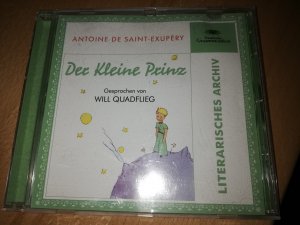 ANTOINE DE SAINT-EXUPÉRY
Der Kleine Prinz
Gesprochen von
WILL QUADFLIEG
LITERARISCHES ARCHIV